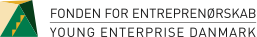 FONDEN FOR ENTREPRENØRSKAB
YOUNG ENTERPRISE DANMARK